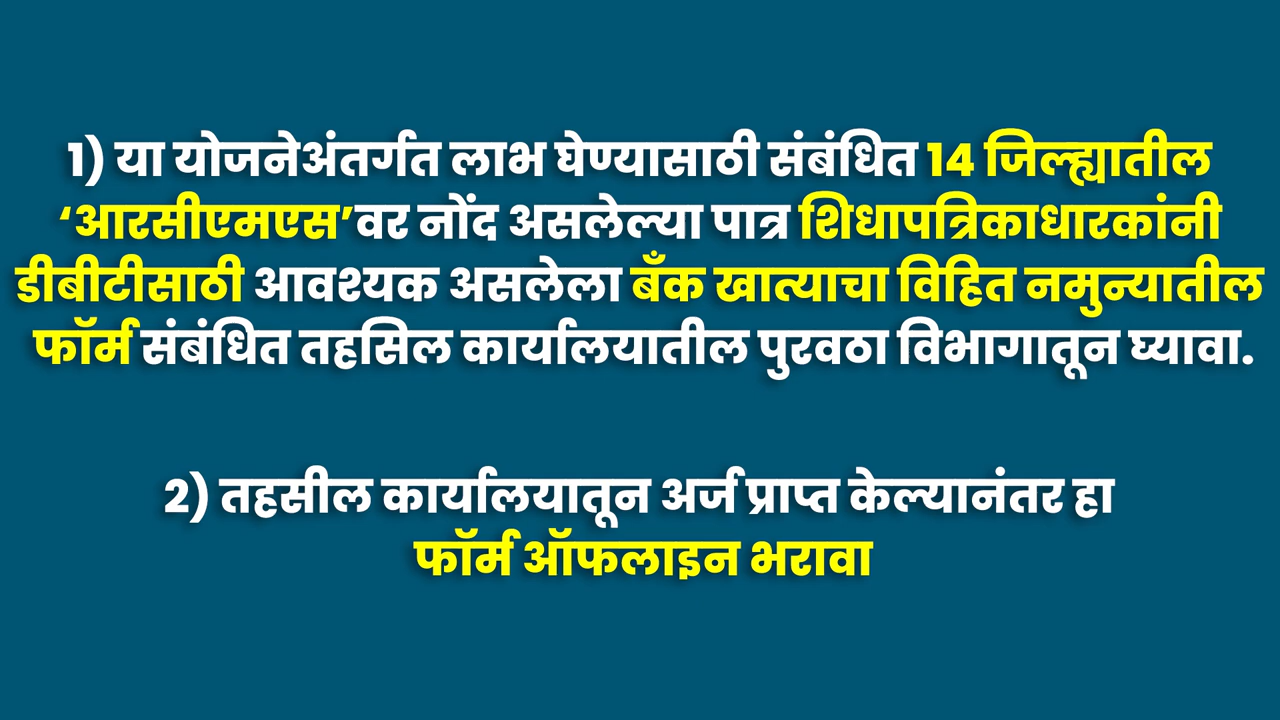 1) या योजनेअंतर्गत लाभ घेण्यासाठी संबंधित 14 जिल्ह्यातील
‘आरसीएमएस’वर नोंद असलेल्या पात्र शिधापत्रिकाधारकांनी
डीबीटीसाठी आवश्यक असलेला बँक खात्याचा विहित नमुन्यातील
फॉर्म संबंधित तहसिल कार्यालयातील पुरवठा विभागातून घ्यावा.
2) तहसील कार्यालयातून अर्ज प्राप्त केल्यानंतर हा
फॉर्म ऑफलाइन भरावा